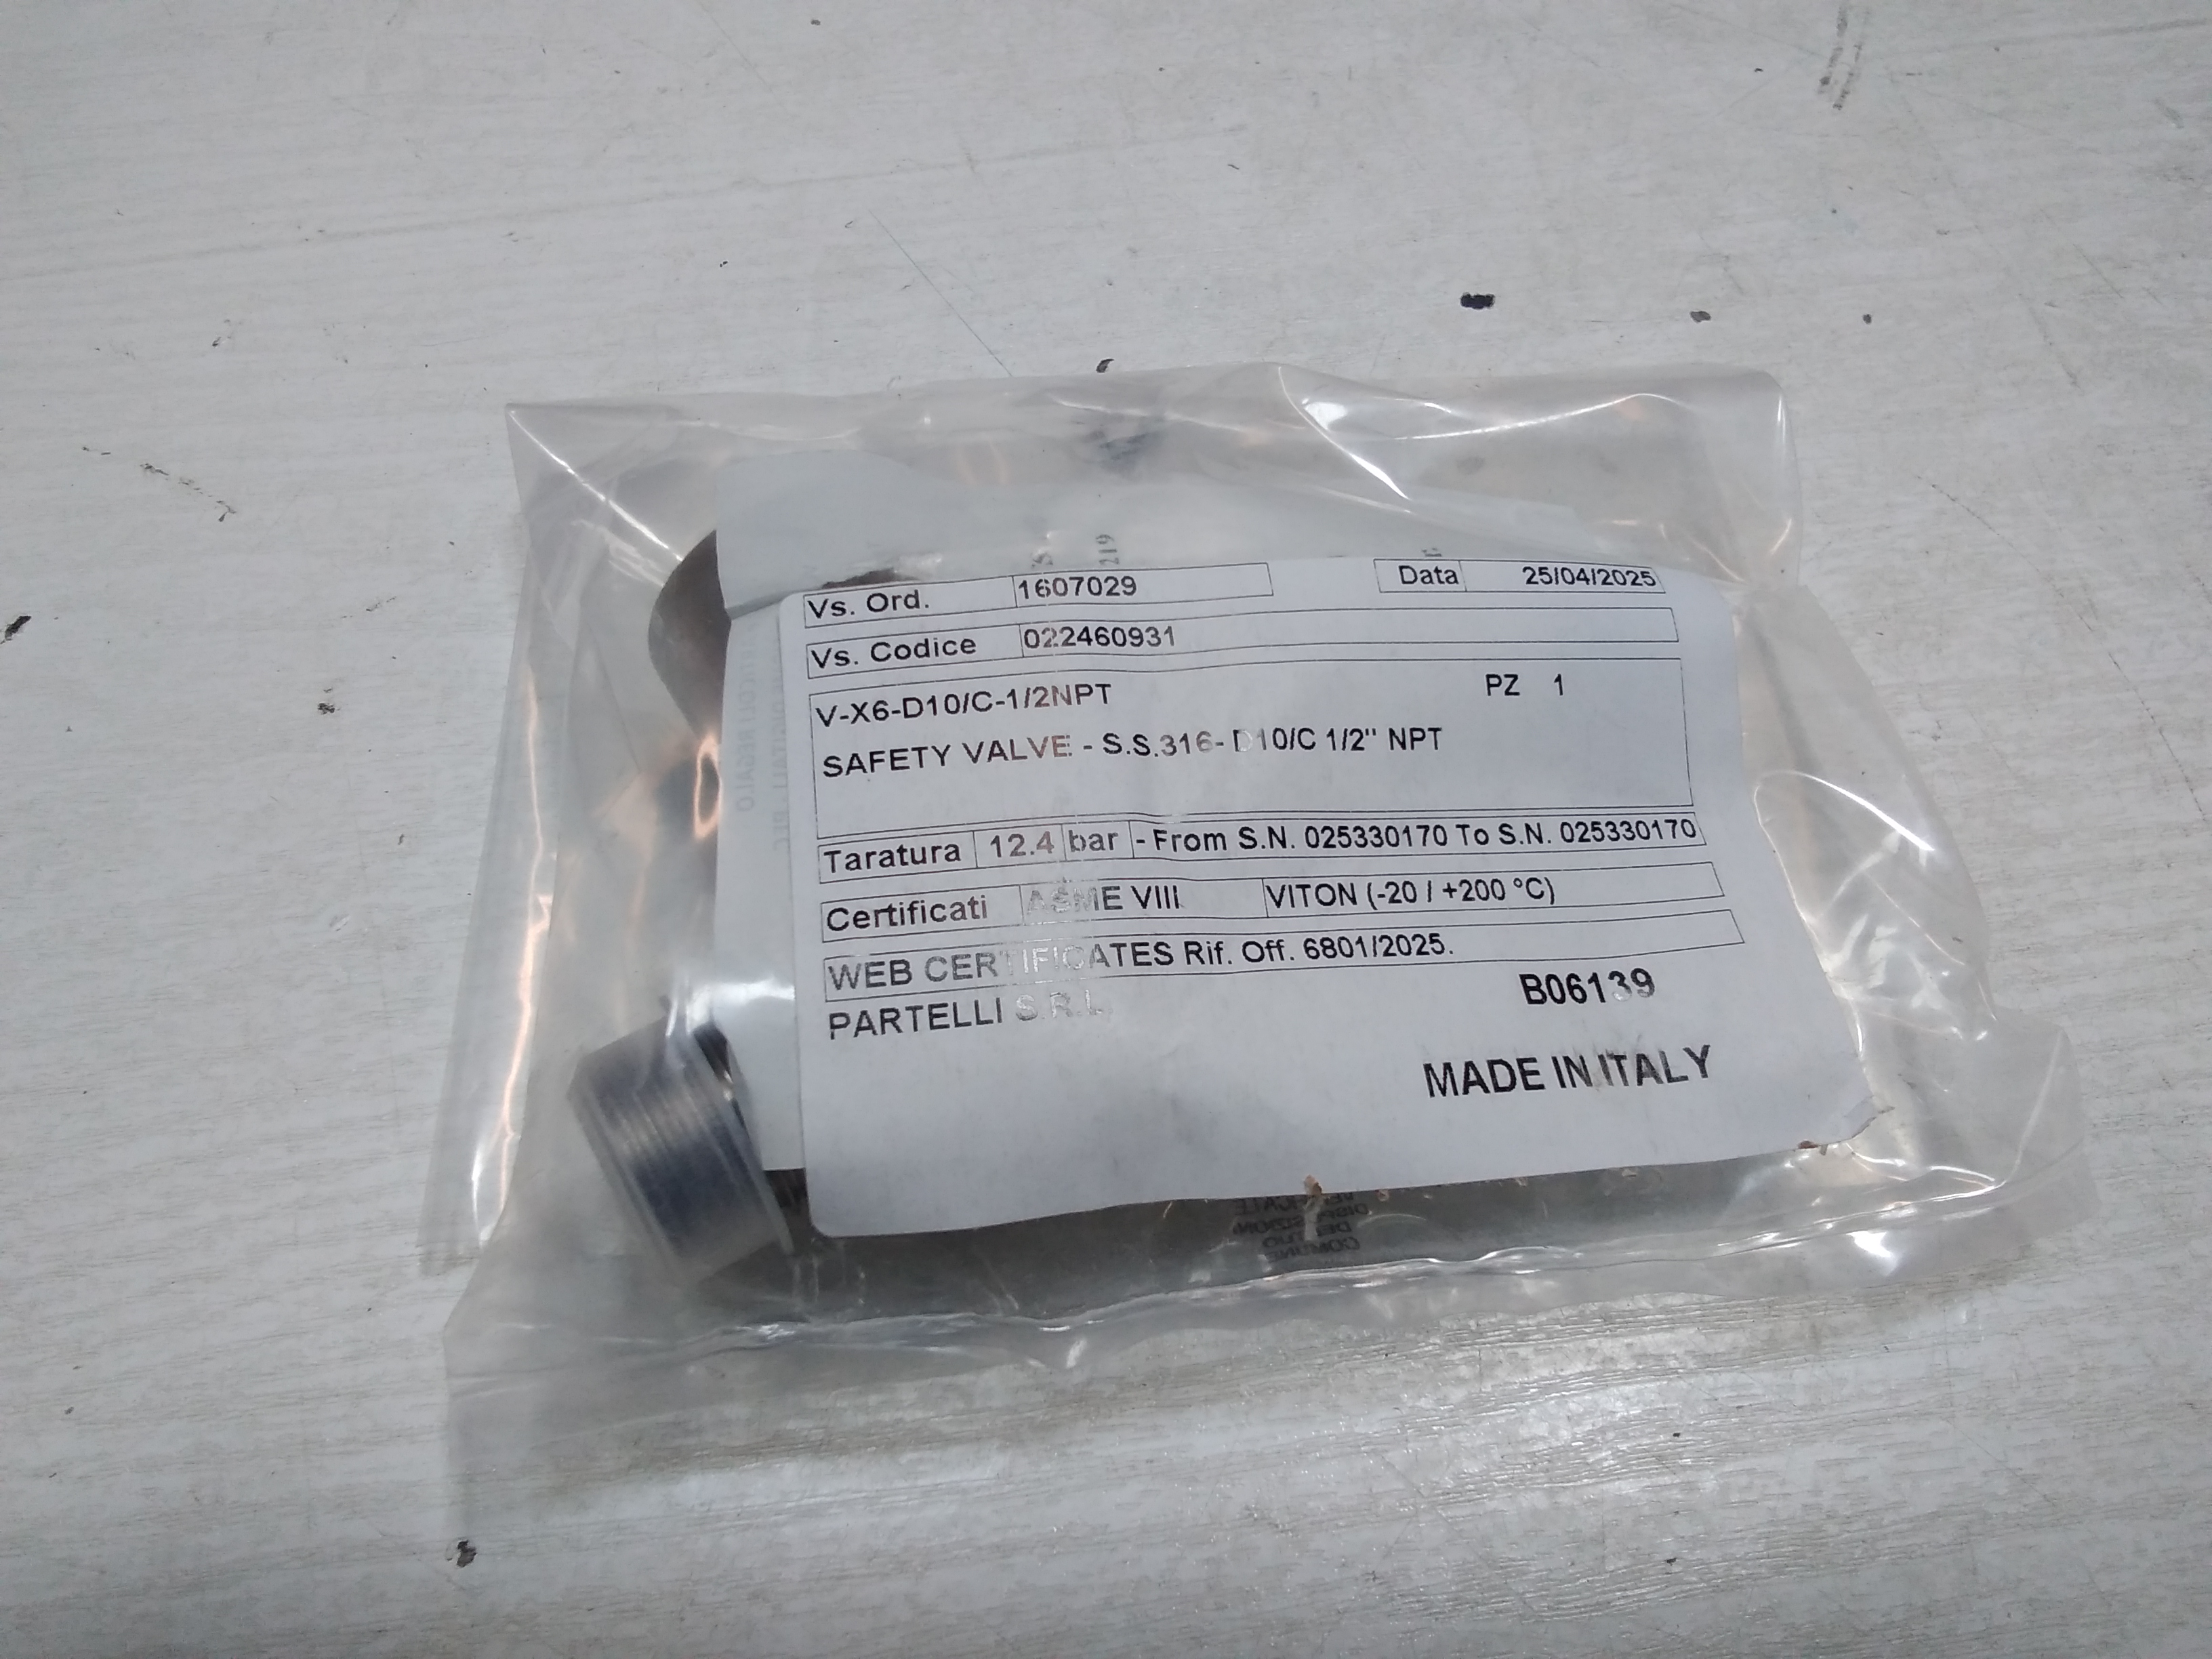 219
Vs. Ord. 1607029 Data 25/04/2025
Vs. Codice 022460931
V-X6-D10/C-1/2NPT PZ 1
SAFETY VALVE - S.S.316- D10/C 1/2" NPT
Taratura 12.4 bar - From S.N. 025330170 To S.N. 025330170
Certificati ASME VIII VITON (-20 / +200 °C)
WEB CERTIFICATES Rif. Off. 6801/2025.
PARTELLI S.R.L.
B06139
MADE IN ITALY